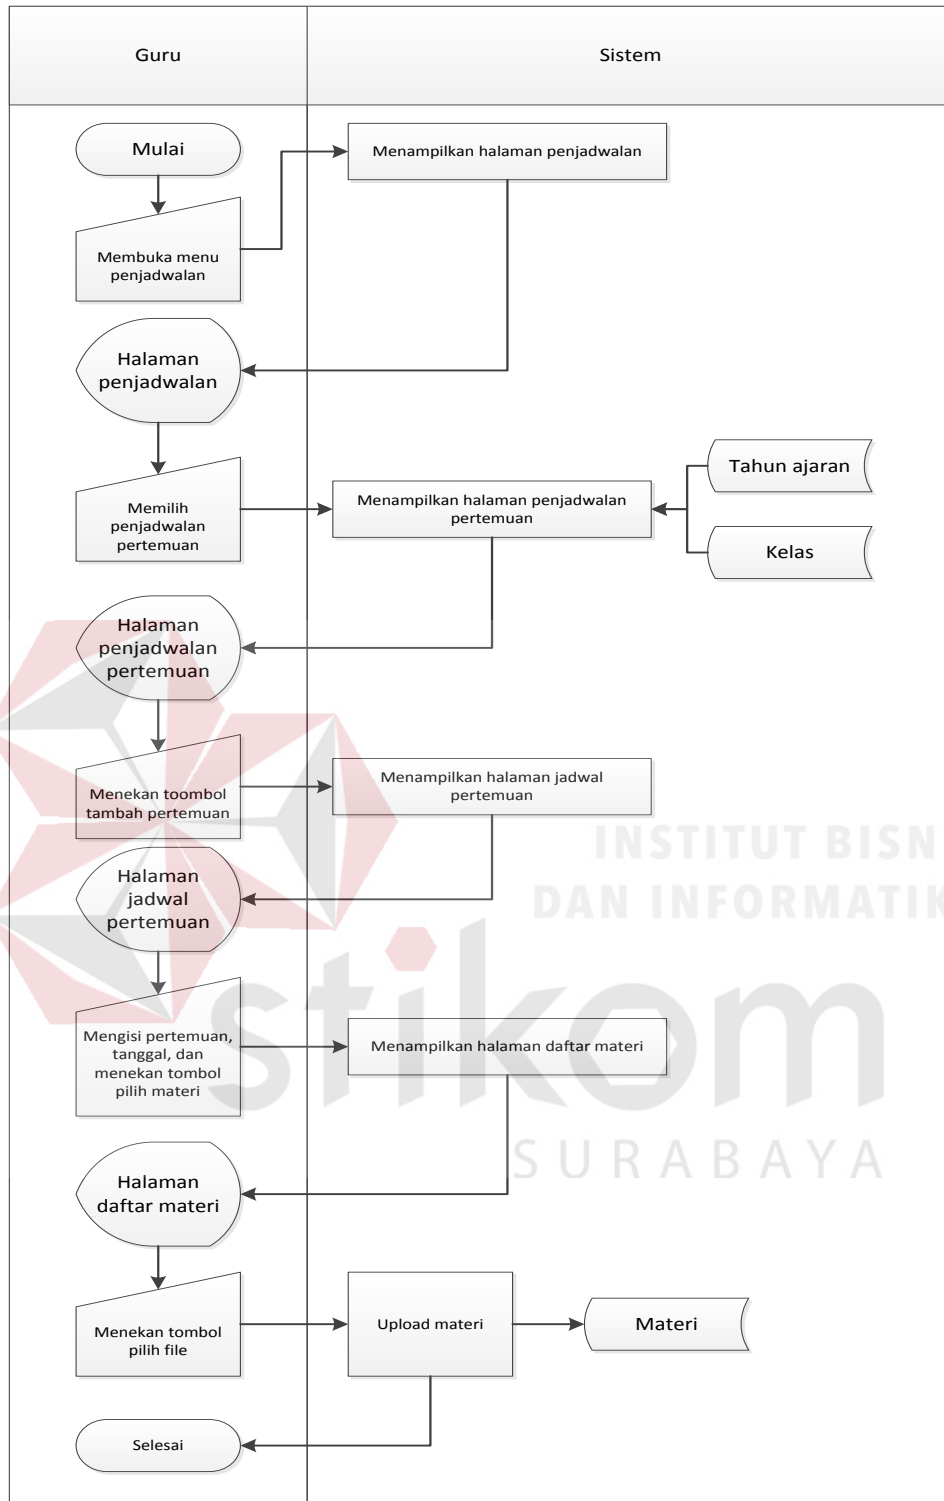 Guru
Sistem
Mulai
Menampilkan halaman penjadwalan
Membuka menu
penjadwalan
Halaman
penjadwalan
Tahun ajaran
Memilih
penjadwalan
pertemuan
Menampilkan halaman penjadwalan
pertemuan
Kelas
Halaman
penjadwalan
pertemuan
Menekan toombol
tambah pertemuan
Menampilkan halaman jadwal
pertemuan
INSTITUT BISN
DAN INFORMATIK
Halaman
jadwal
pertemuan
stikom
SURABAYA
Mengisi pertemuan,
tanggal, dan
menekan tombol
pilih materi
Menampilkan halaman daftar materi
Halaman
daftar materi
Menekan tombol
pilih file
Upload materi
Materi
Selesai